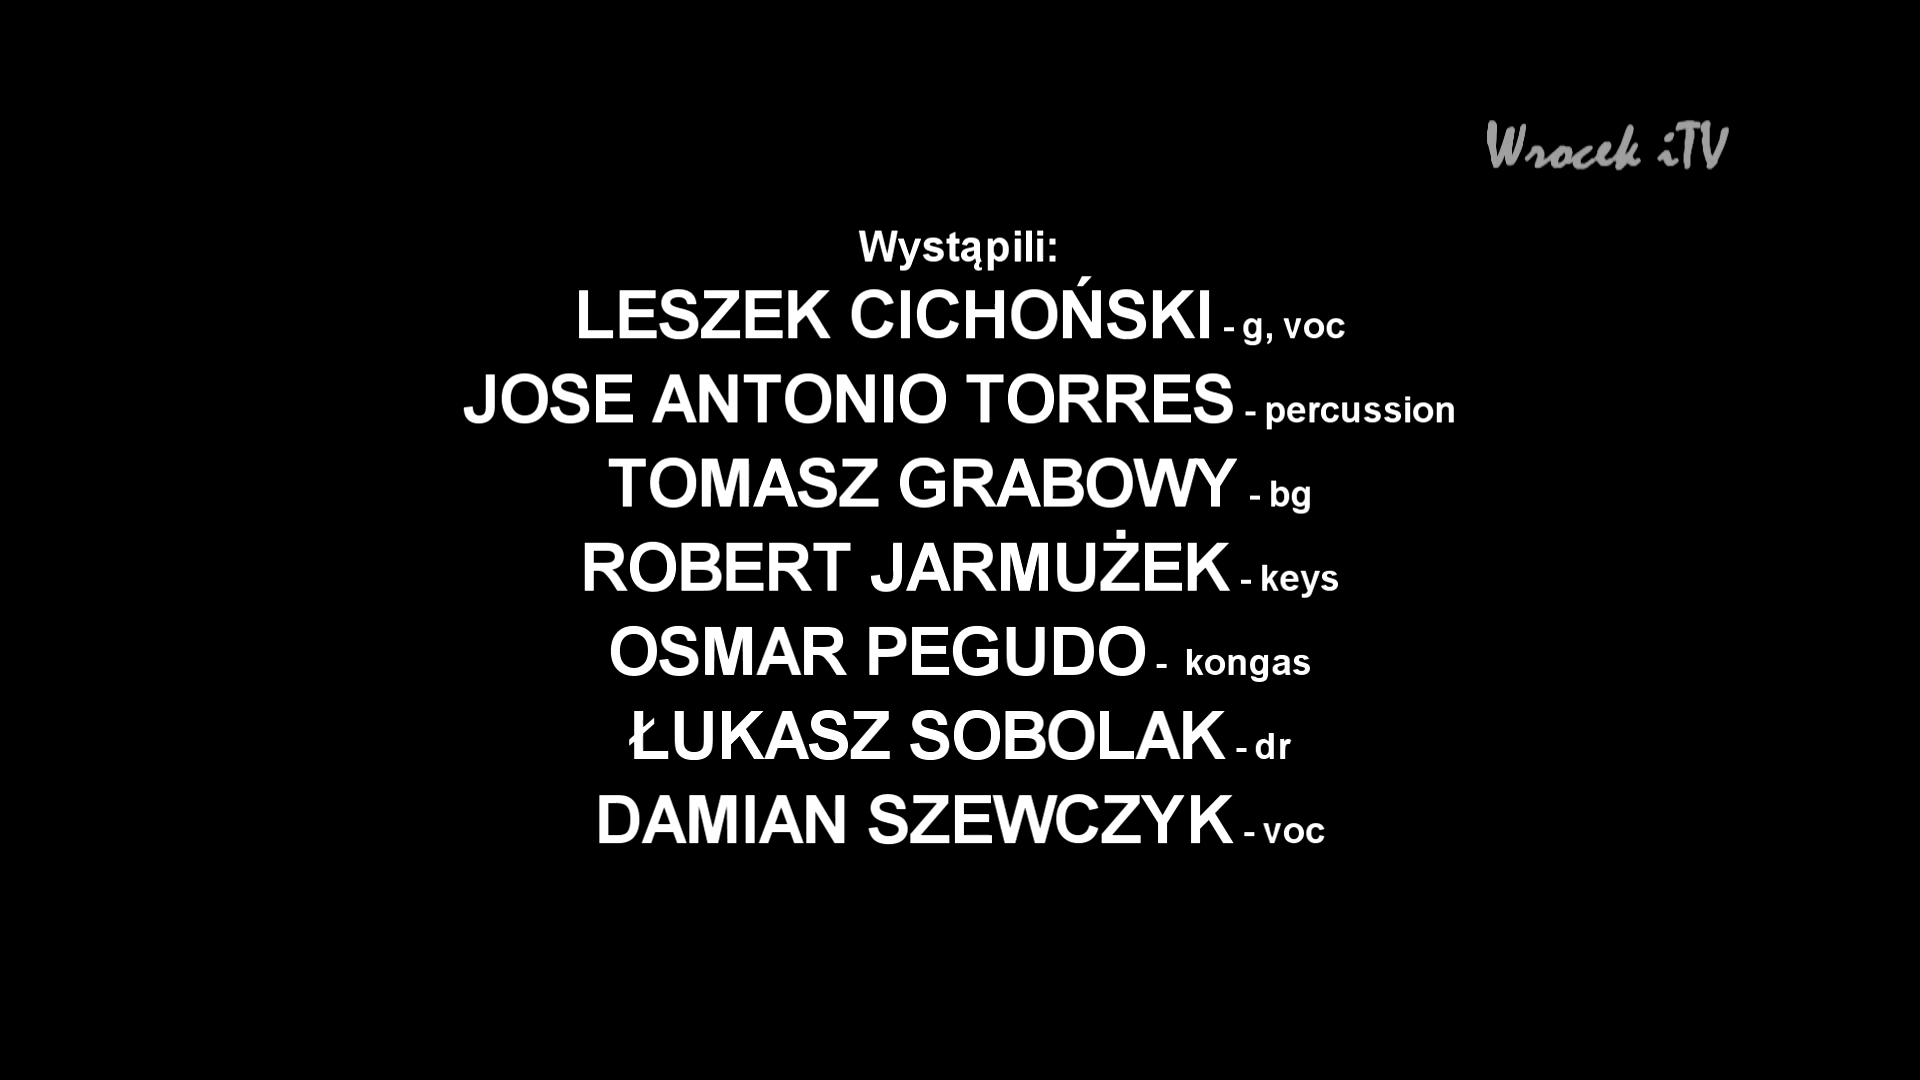 Wrocek iTV
Wystąpili:
LESZEK CICHOŃSKI - g, voc
JOSE ANTONIO TORRES - percussion
TOMASZ GRABOWY - bg
ROBERT JARMUŻEK - keys
OSMAR PEGUDO - kongas
ŁUKASZ SOBOLAK - dr
DAMIAN SZEWCZYK - voc